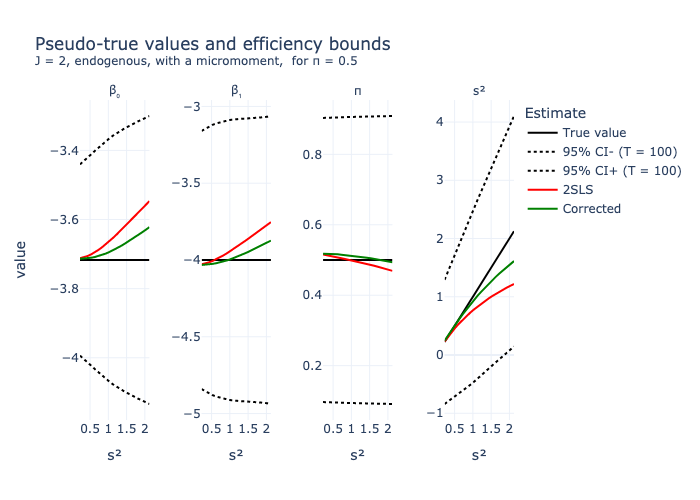 Pseudo-true values and efficiency bounds
J = 2, endogenous, with a micromoment,  for π = 0.5
β₀
β₁
π
s²
value
−3.4
−3.6
−3.8
−4
−3
−3.5
−4
−4.5
−5
0.8
0.6
0.4
0.2
4
3
2
1
0
−1
0.5 1 1.5 2
0.5 1 1.5 2
0.5 1 1.5 2
0.5 1 1.5 2
s²
s²
s²
s²
Estimate
True value
95% CI- (T = 100)
95% CI+ (T = 100)
2SLS
Corrected